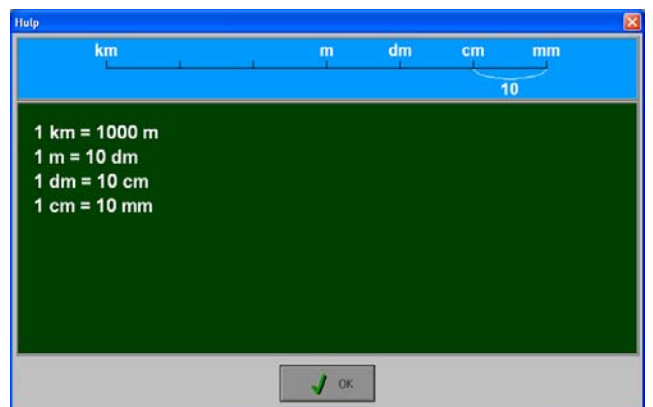 Hulp
km m dm cm mm
10
1 km = 1000 m
1 m = 10 dm
1 dm = 10 cm
1 cm = 10 mm
OK